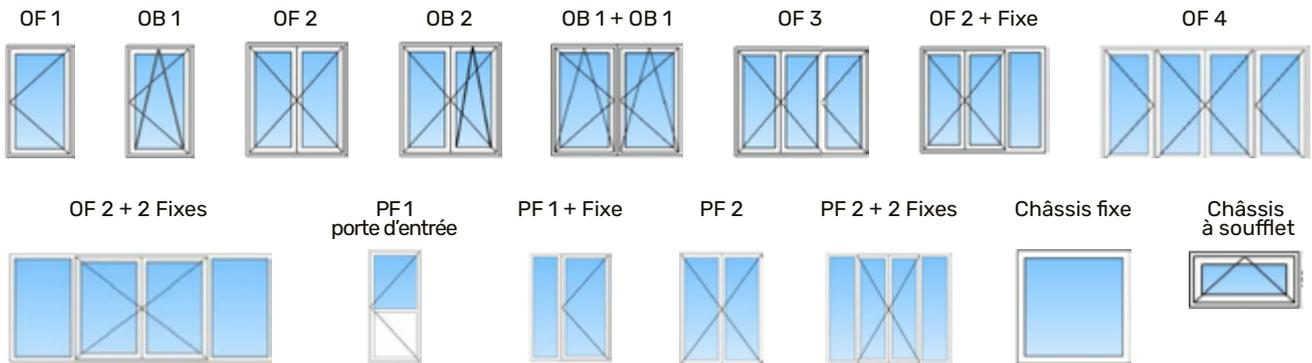 OF 1
OB 1
OF 2
OB 2
OB 1 + OB 1
OF 3
OF 2 + Fixe
OF 4
OF 2 + 2 Fixes
PF 1
porte d'entrée
PF 1 + Fixe
PF 2
PF 2 + 2 Fixes
Châssis fixe
Châssis
à soufflet